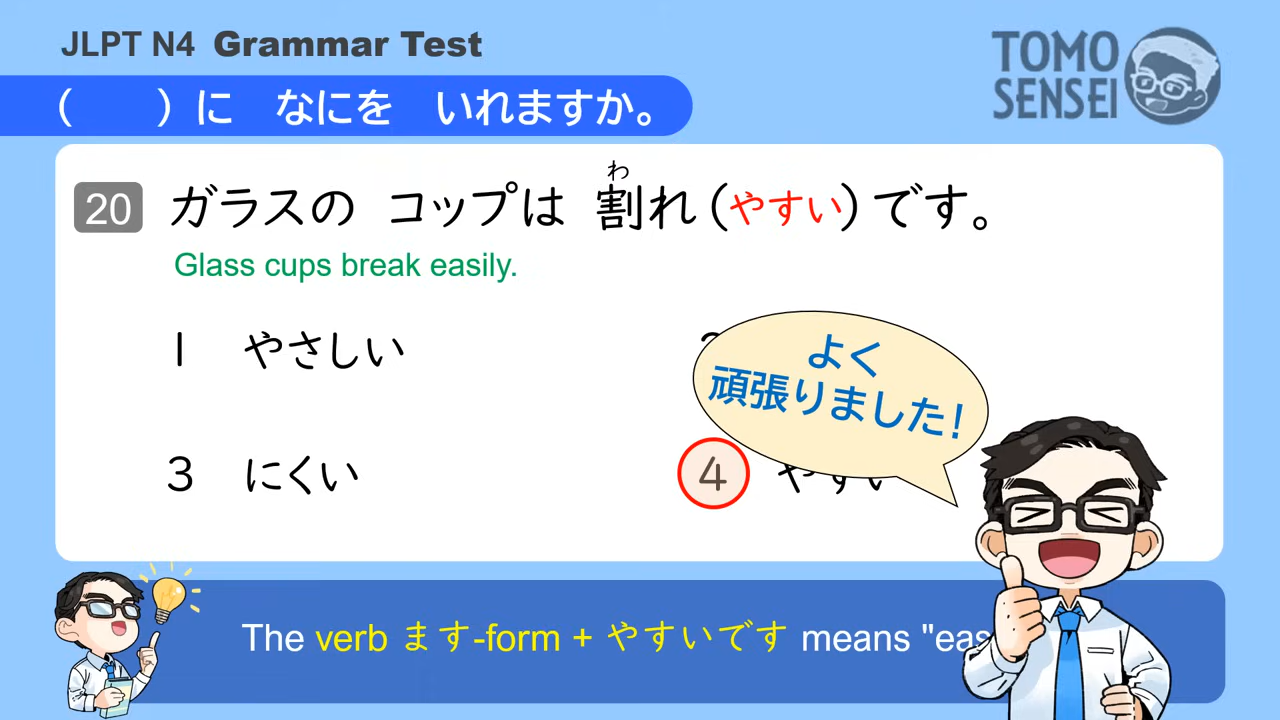 JLPT N4 Grammar Test
TOMO
SENSEI
( ) に なにを いれますか。
わ
20 ガラスの コップは 割れ (やすい) です。
Glass cups break easily.
1 やさしい
よく
頑張りました!
3 にくい
4 やすい
The verb ます-form + やすいです means "eas